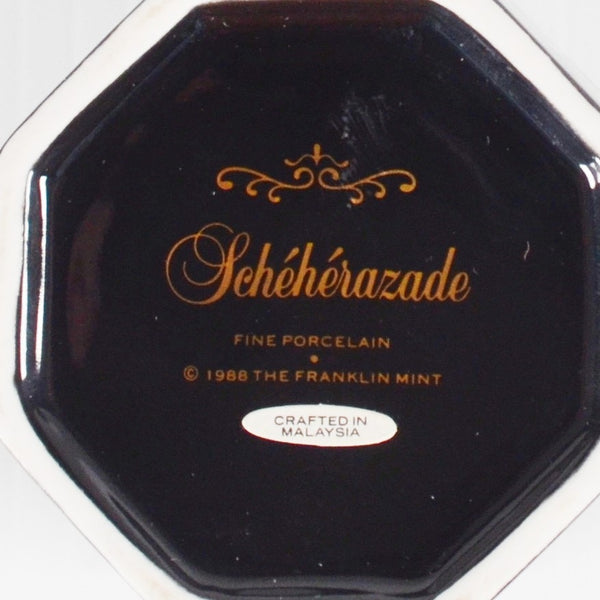 Schéhérazade
FINE PORCELAIN
© 1988 THE FRANKLIN MINT
CRAFTED IN
MALAYSIA